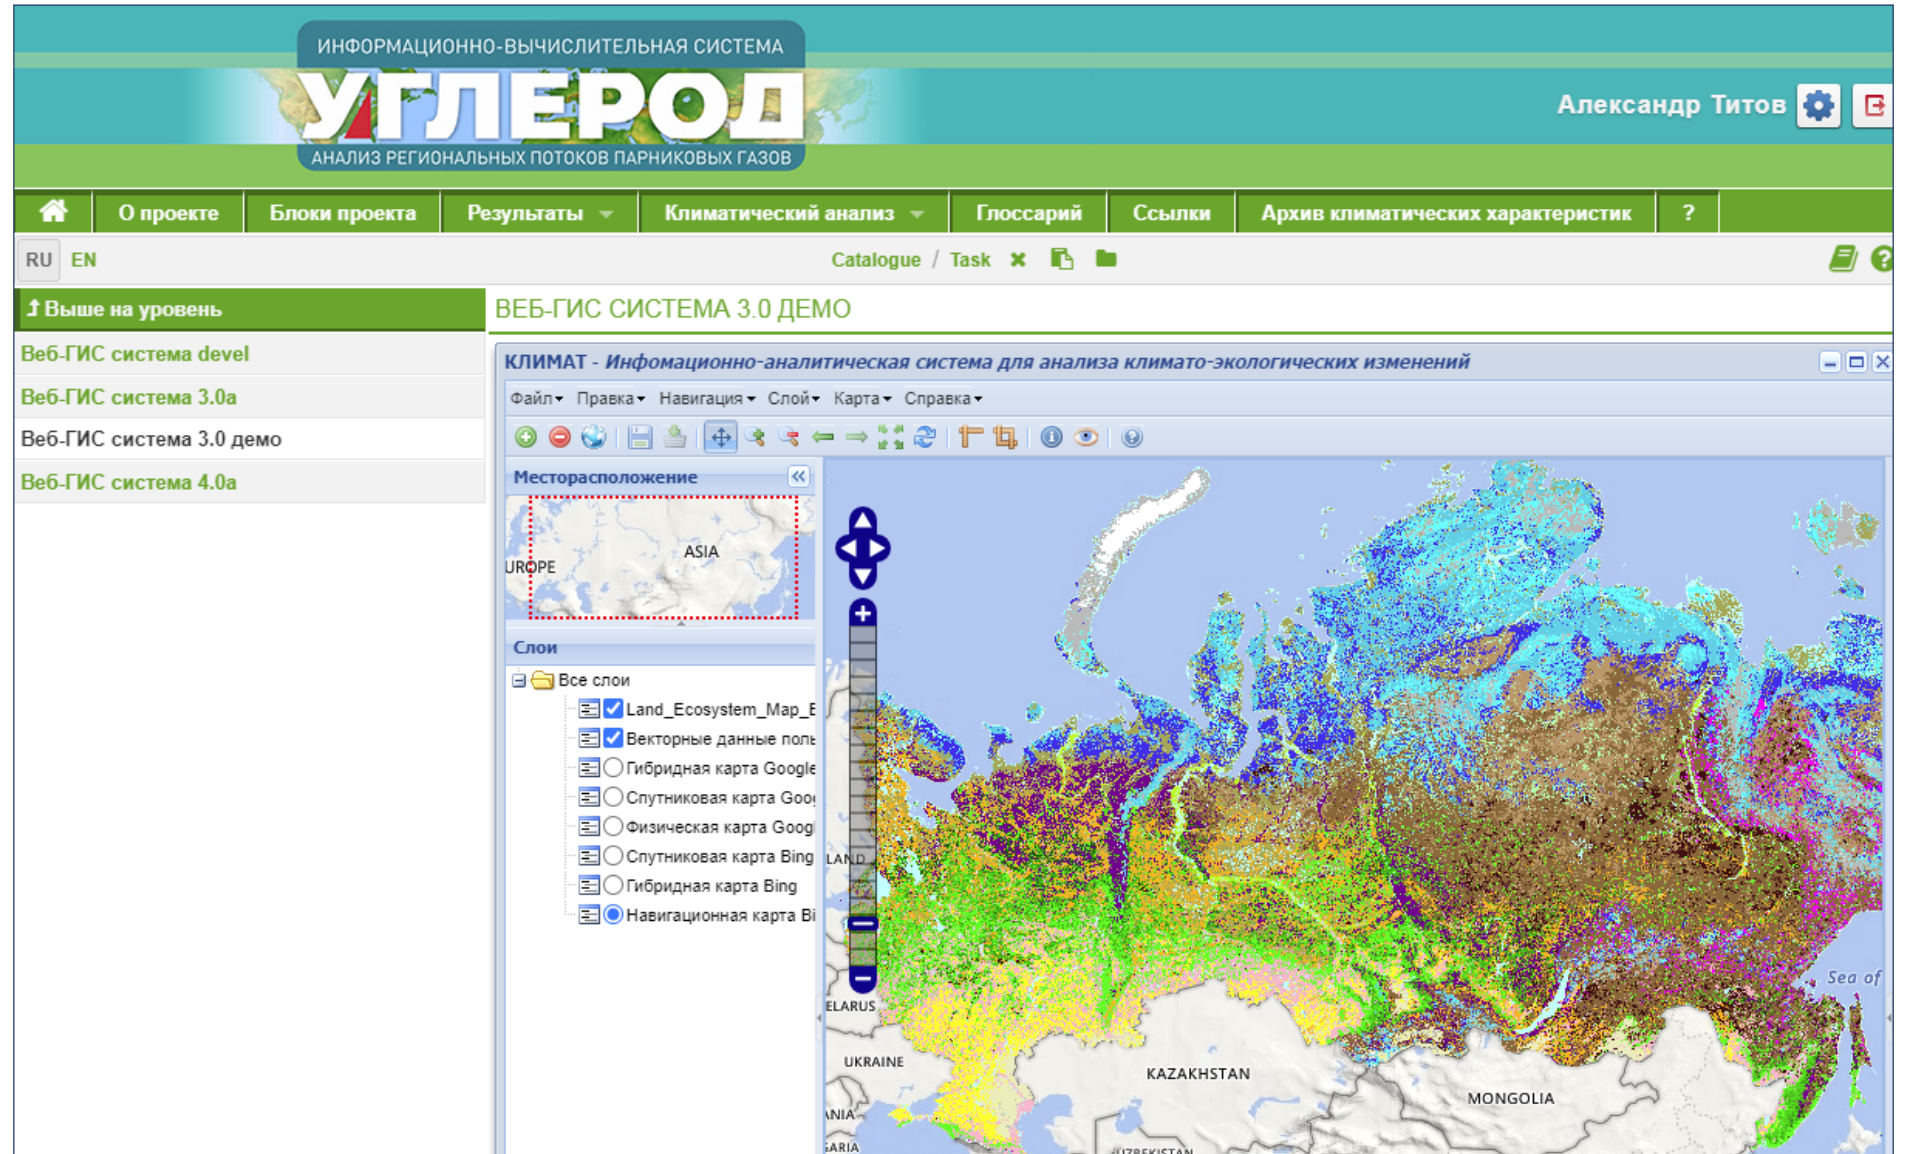 ИНФОРМАЦИОННО-ВЫЧИСЛИТЕЛЬНАЯ СИСТЕМА
УГЛЕРОД
АНАЛИЗ РЕГИОНАЛЬНЫХ ПОТОКОВ ПАРНИКОВЫХ ГАЗОВ
Александр Титов
О проекте Блоки проекта Результаты Климатический анализ Глоссарий Ссылки Архив климатических характеристик ?
RU EN Catalogue / Task
Выше на уровень
Веб-ГИС система devel
Веб-ГИС система 3.0a
Веб-ГИС система 3.0 демо
Веб-ГИС система 4.0a
ВЕБ-ГИС СИСТЕМА 3.0 ДЕМО
КЛИМАТ - Инфомационно-аналитическая система для анализа климато-экологических изменений
Файл Правка Навигация Слой Карта Справка
Месторасположение
ASIA
UROPE
Слои
Все слои
Land_Ecosystem_Map_E
Векторные данные поль
Гибридная карта Google
Спутниковая карта Goog
Физическая карта Googl
Спутниковая карта Bing
Гибридная карта Bing
Навигационная карта Bi
LAND
Sea of
ELARUS
UKRAINE
KAZAKHSTAN
MONGOLIA
ANIA
GARIA
UZBEKISTAN